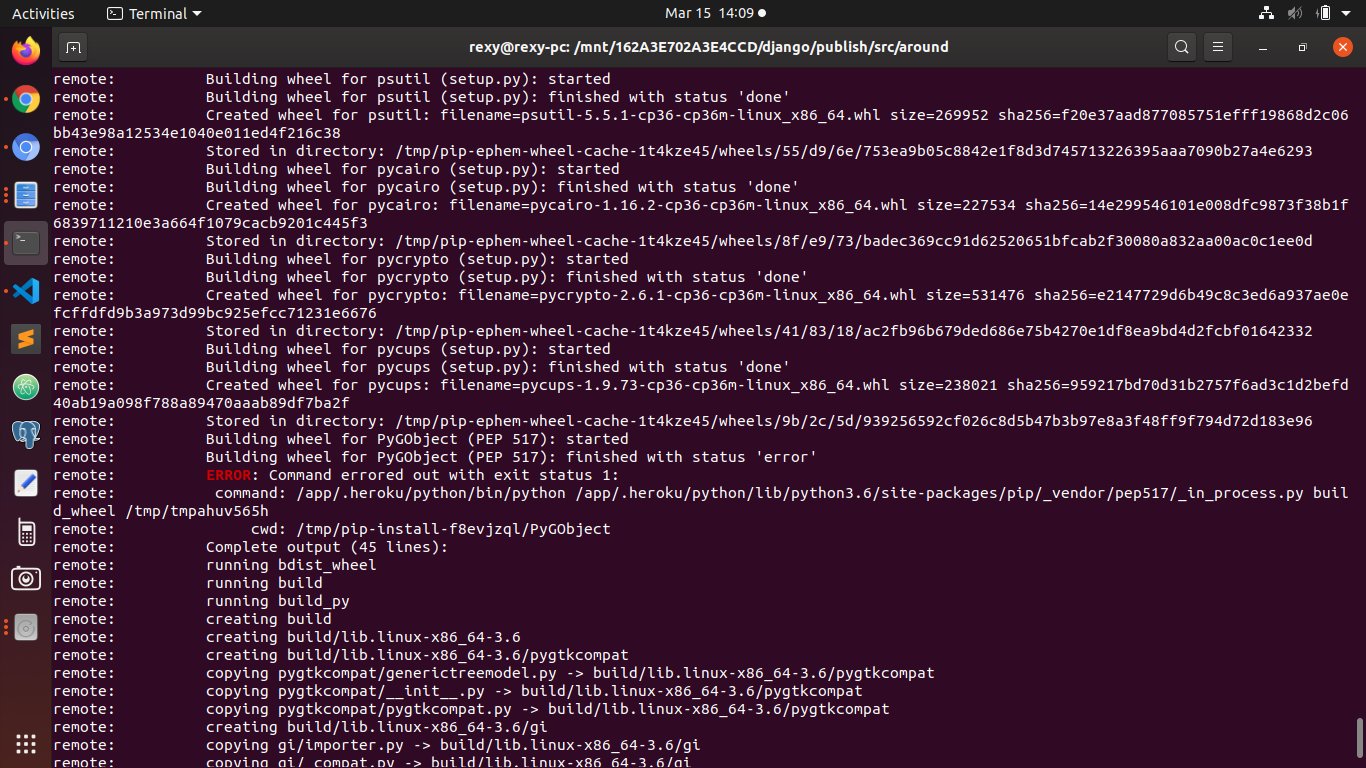 Activities
Terminal
Mar 15 14:09
rexy@rexy-pc: /mnt/162A3E702A3E4CCD/django/publish/src/around
remote:          Building wheel for psutil (setup.py): started
remote:          Building wheel for psutil (setup.py): finished with status 'done'
remote:          Created wheel for psutil: filename=psutil-5.5.1-cp36-cp36m-linux_x86_64.whl size=269952 sha256=f20e37aad877085751efff19868d2c06
bb43e98a12534e1040e011ed4f216c38
remote:          Stored in directory: /tmp/pip-ephem-wheel-cache-1t4kze45/wheels/55/d9/6e/753ea9b05c8842e1f8d3d745713226395aaa7090b27a4e6293
remote:          Building wheel for pycairo (setup.py): started
remote:          Building wheel for pycairo (setup.py): finished with status 'done'
remote:          Created wheel for pycairo: filename=pycairo-1.16.2-cp36-cp36m-linux_x86_64.whl size=227534 sha256=14e299546101e008dfc9873f38b1f
6839711210e3a664f1079cacb9201c445f3
remote:          Stored in directory: /tmp/pip-ephem-wheel-cache-1t4kze45/wheels/8f/e9/73/badec369cc91d62520651bfcab2f30080a832aa00ac0c1ee0d
remote:          Building wheel for pycrypto (setup.py): started
remote:          Building wheel for pycrypto (setup.py): finished with status 'done'
remote:          Created wheel for pycrypto: filename=pycrypto-2.6.1-cp36-cp36m-linux_x86_64.whl size=531476 sha256=e2147729d6b49c8c3ed6a937ae0e
fcffdfd9b3a973d99bc925efcc71231e6676
remote:          Stored in directory: /tmp/pip-ephem-wheel-cache-1t4kze45/wheels/41/83/18/ac2fb96b679ded686e75b4270e1df8ea9bd4d2fcbf01642332
remote:          Building wheel for pycups (setup.py): started
remote:          Building wheel for pycups (setup.py): finished with status 'done'
remote:          Created wheel for pycups: filename=pycups-1.9.73-cp36-cp36m-linux_x86_64.whl size=238021 sha256=959217bd70d31b2757f6ad3c1d2befd
40ab19a098f788a89470aaab89df7ba2f
remote:          Stored in directory: /tmp/pip-ephem-wheel-cache-1t4kze45/wheels/9b/2c/5d/939256592cf026c8d5b47b3b97e8a3f48ff9f794d72d183e96
remote:          Building wheel for PyGObject (PEP 517): started
remote:          Building wheel for PyGObject (PEP 517): finished with status 'error'
remote:          ERROR: Command errored out with exit status 1:
remote:           command: /app/.heroku/python/bin/python /app/.heroku/python/lib/python3.6/site-packages/pip/_vendor/pep517/_in_process.py buil
d_wheel /tmp/tmpahuv565h
remote:               cwd: /tmp/pip-install-f8evjzql/PyGObject
remote:          Complete output (45 lines):
remote:          running bdist_wheel
remote:          running build
remote:          running build_py
remote:          creating build
remote:          creating build/lib.linux-x86_64-3.6
remote:          creating build/lib.linux-x86_64-3.6/pygtkcompat
remote:          copying pygtkcompat/generictreemodel.py -> build/lib.linux-x86_64-3.6/pygtkcompat
remote:          copying pygtkcompat/__init__.py -> build/lib.linux-x86_64-3.6/pygtkcompat
remote:          copying pygtkcompat/pygtkcompat.py -> build/lib.linux-x86_64-3.6/pygtkcompat
remote:          creating build/lib.linux-x86_64-3.6/gi
remote:          copying gi/importer.py -> build/lib.linux-x86_64-3.6/gi
remote:          copying gi/_compat.py -> build/lib.linux-x86_64-3.6/gi